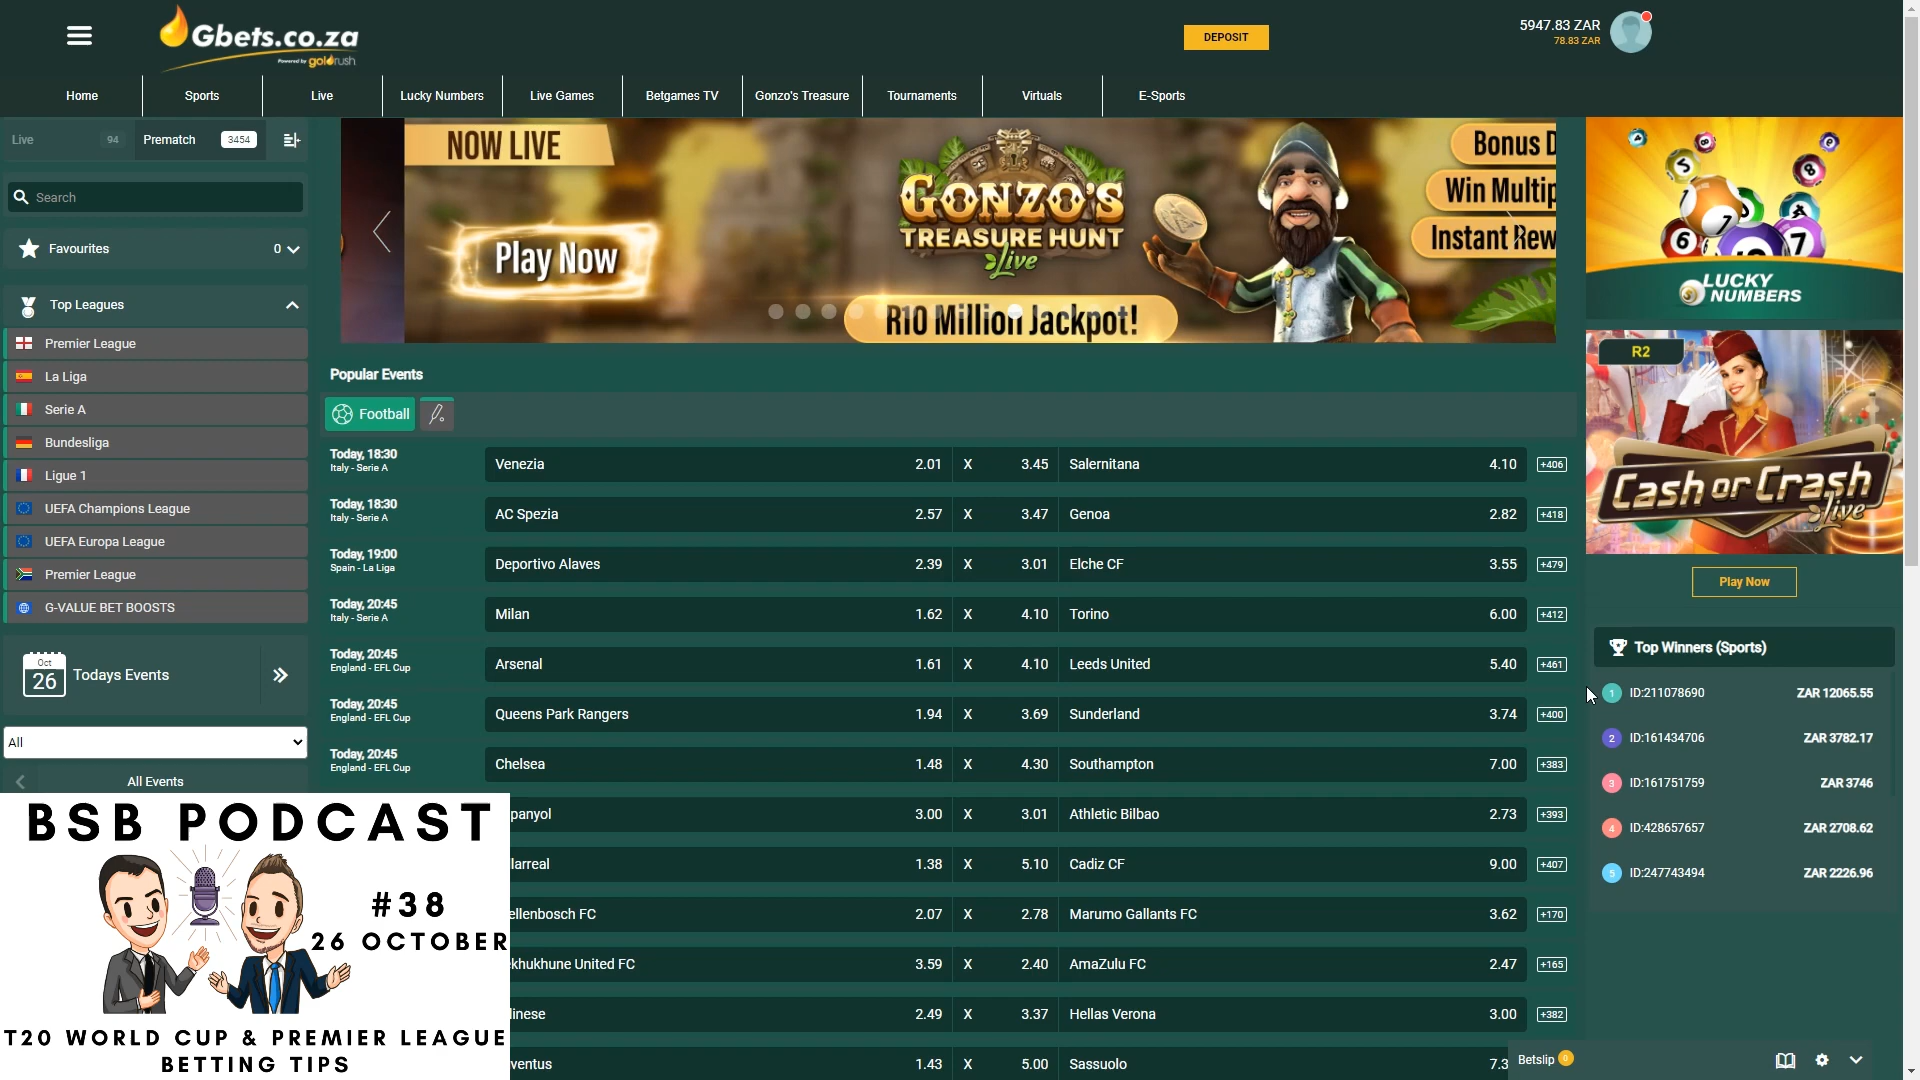 Gbets.co.za
Powered by goldrush
DEPOSIT
5947.83 ZAR
78.83 ZAR
Home
Sports
Live
Lucky Numbers
Live Games
Betgames TV
Gonzo's Treasure
Tournaments
Virtuals
E-Sports
Live 94
Prematch 3454
Search
Favourites 0
Top Leagues
Premier League
La Liga
Serie A
Bundesliga
Ligue 1
UEFA Champions League
UEFA Europa League
Premier League
G-VALUE BET BOOSTS
Oct
26
Todays Events
All
All Events
NOW LIVE
Play Now
GONZO'S
TREASURE HUNT
Live
R10 Million Jackpot!
Bonus D
Win Multip
Instant Rew
Popular Events
Football
Today, 18:30
Italy - Serie A
Venezia 2.01 X 3.45 Salernitana 4.10 +406
Today, 18:30
Italy - Serie A
AC Spezia 2.57 X 3.47 Genoa 2.82 +418
Today, 19:00
Spain - La Liga
Deportivo Alaves 2.39 X 3.01 Elche CF 3.55 +479
Today, 20:45
Italy - Serie A
Milan 1.62 X 4.10 Torino 6.00 +412
Today, 20:45
England - EFL Cup
Arsenal 1.61 X 4.10 Leeds United 5.40 +461
Today, 20:45
England - EFL Cup
Queens Park Rangers 1.94 X 3.69 Sunderland 3.74 +400
Today, 20:45
England - EFL Cup
Chelsea 1.48 X 4.30 Southampton 7.00 +383
panyol 3.00 X 3.01 Athletic Bilbao 2.73 +393
larreal 1.38 X 5.10 Cadiz CF 9.00 +407
ellenbosch FC 2.07 X 2.78 Marumo Gallants FC 3.62 +170
ekhukhune United FC 3.59 X 2.40 AmaZulu FC 2.47 +165
inese 2.49 X 3.37 Hellas Verona 3.00 +382
ventus 1.43 X 5.00 Sassuolo 7.3
LUCKY
NUMBERS
R2
Cash or Crash
Live
Play Now
Top Winners (Sports)
1 ID:211078690 ZAR 12065.55
2 ID:161434706 ZAR 3782.17
3 ID:161751759 ZAR 3746
4 ID:428657657 ZAR 2708.62
5 ID:247743494 ZAR 2226.96
Betslip 0
BSB PODCAST
#38
26 OCTOBER
T20 WORLD CUP & PREMIER LEAGUE
BETTING TIPS